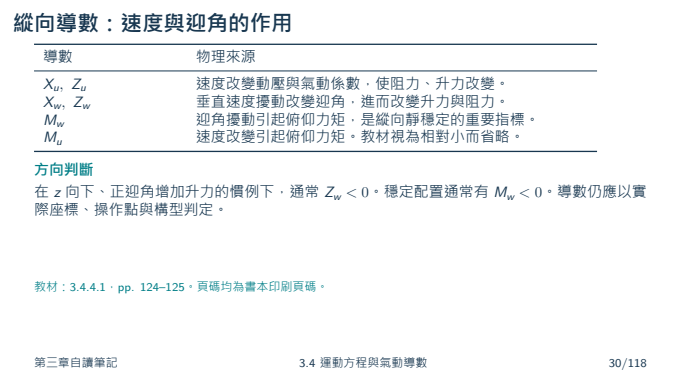 縱向導數：速度與迎角的作用
導數 物理來源
Xu, Zu 速度改變動壓與氣動係數，使阻力、升力改變。
Xw, Zw 垂直速度擾動改變迎角，進而改變升力與阻力。
Mw 迎角擾動引起俯仰力矩，是縱向靜穩定的重要指標。
Mu 速度改變引起俯仰力矩。教材視為相對小而省略。
方向判斷
在 z 向下、正迎角增加升力的慣例下，通常 Zw < 0。穩定配置通常有 Mw < 0。導數仍應以實
際座標、操作點與構型判定。
教材：3.4.4.1，pp. 124–125。頁碼均為書本印刷頁碼。
第三章自讀筆記 3.4 運動方程與氣動導數 30/118